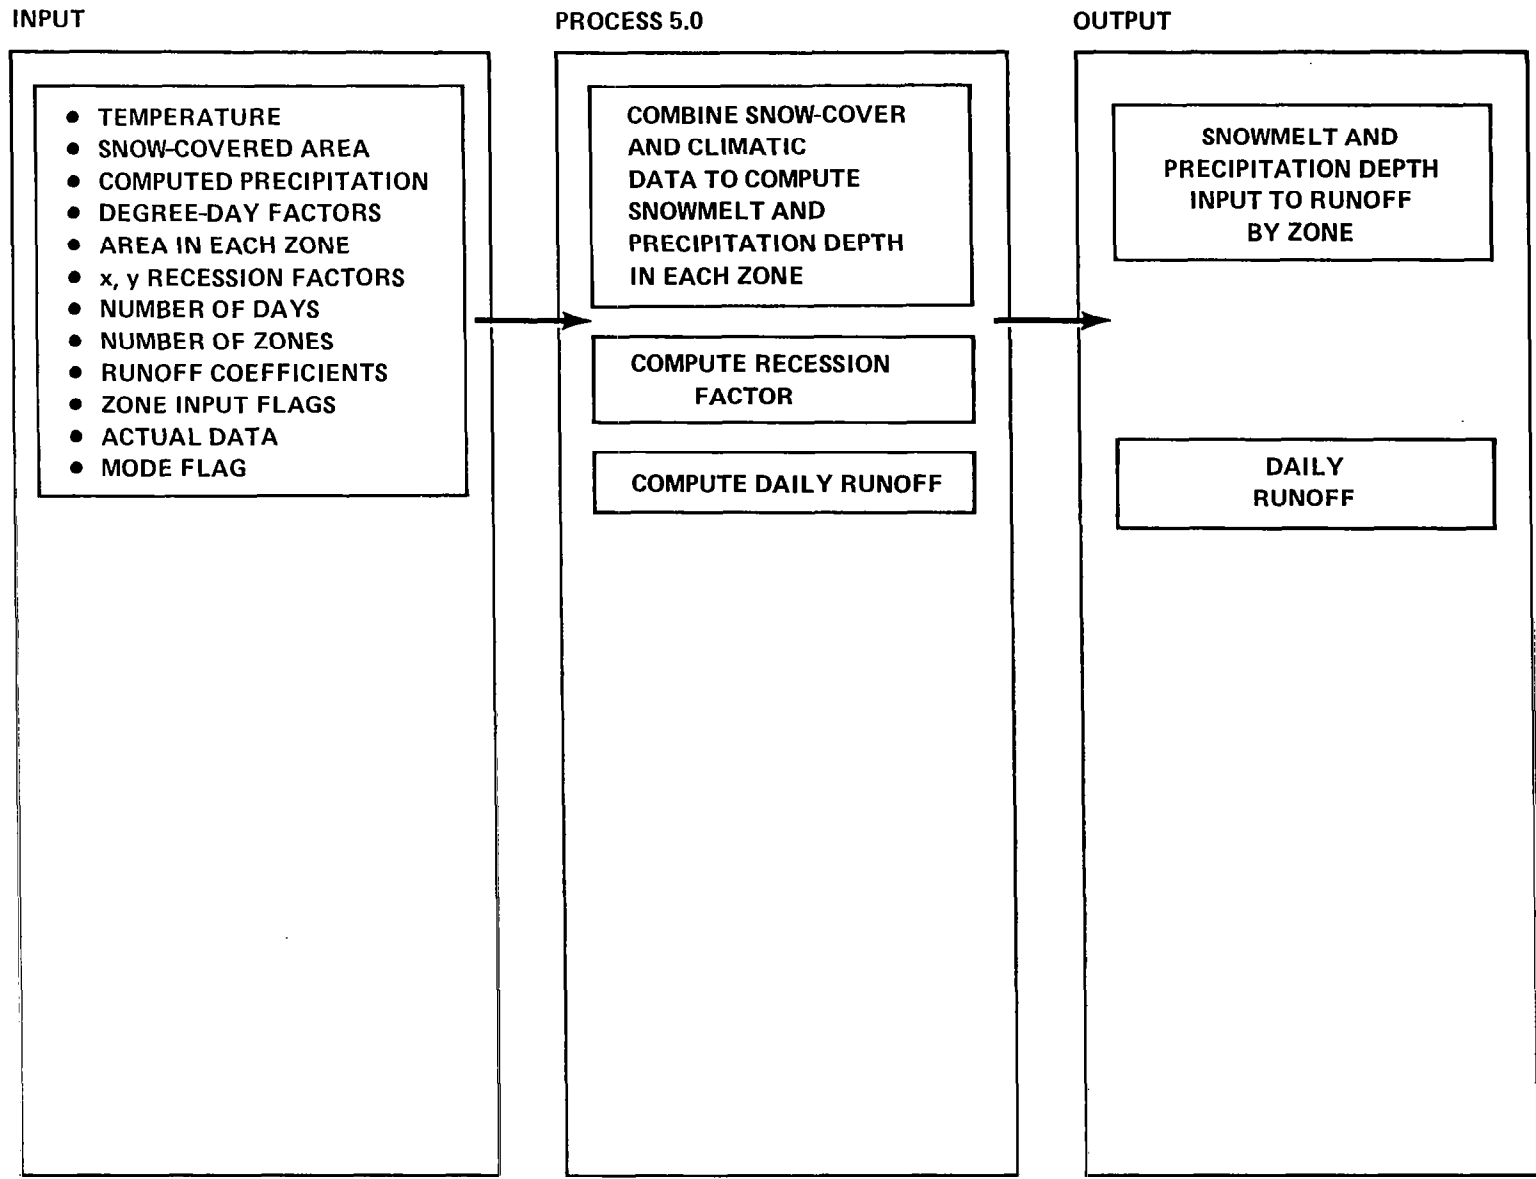 INPUT
● TEMPERATURE
● SNOW-COVERED AREA
● COMPUTED PRECIPITATION
● DEGREE-DAY FACTORS
● AREA IN EACH ZONE
● x, y RECESSION FACTORS
● NUMBER OF DAYS
● NUMBER OF ZONES
● RUNOFF COEFFICIENTS
● ZONE INPUT FLAGS
● ACTUAL DATA
● MODE FLAG
PROCESS 5.0
COMBINE SNOW-COVER
AND CLIMATIC
DATA TO COMPUTE
SNOWMELT AND
PRECIPITATION DEPTH
IN EACH ZONE
COMPUTE RECESSION
FACTOR
COMPUTE DAILY RUNOFF
OUTPUT
SNOWMELT AND
PRECIPITATION DEPTH
INPUT TO RUNOFF
BY ZONE
DAILY
RUNOFF